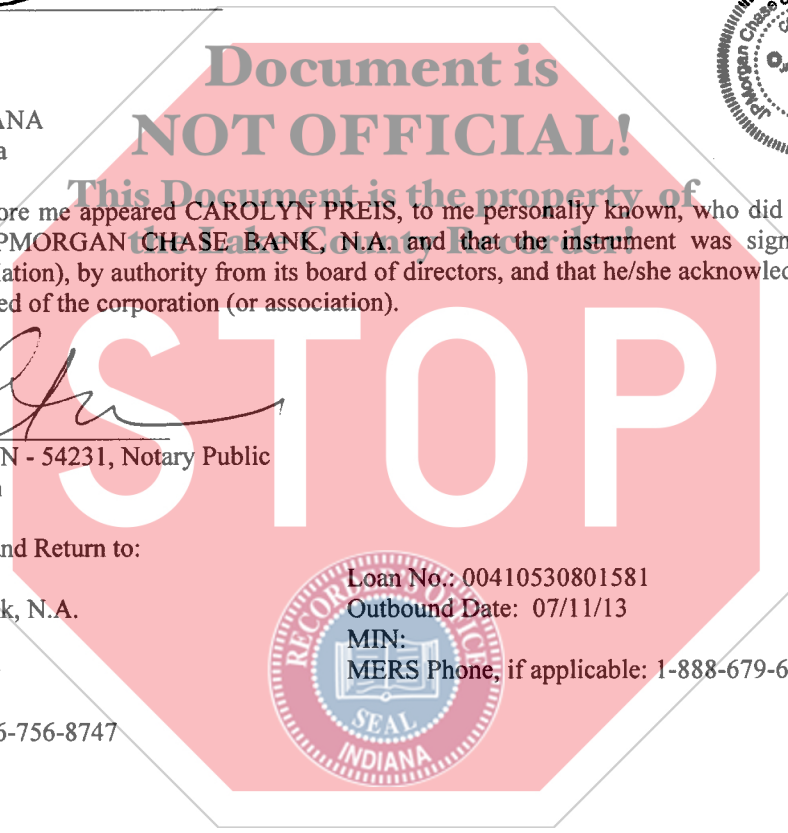 Document is
NOT OFFICIAL!
This Document is the property of
the Lake County Recorder!
JPMorgan Chase
ANA
a
ore me appeared CAROLYN PREIS, to me personally known, who did
PMORGAN CHASE BANK, N.A. and that the instrument was sign
ation), by authority from its board of directors, and that he/she acknowled
ed of the corporation (or association).
STOP
N - 54231, Notary Public
nd Return to:
k, N.A.
6-756-8747
Loan No.: 00410530801581
Outbound Date: 07/11/13
MIN:
MERS Phone, if applicable: 1-888-679-6
RECORDER'S OFFICE
SEAL
INDIANA